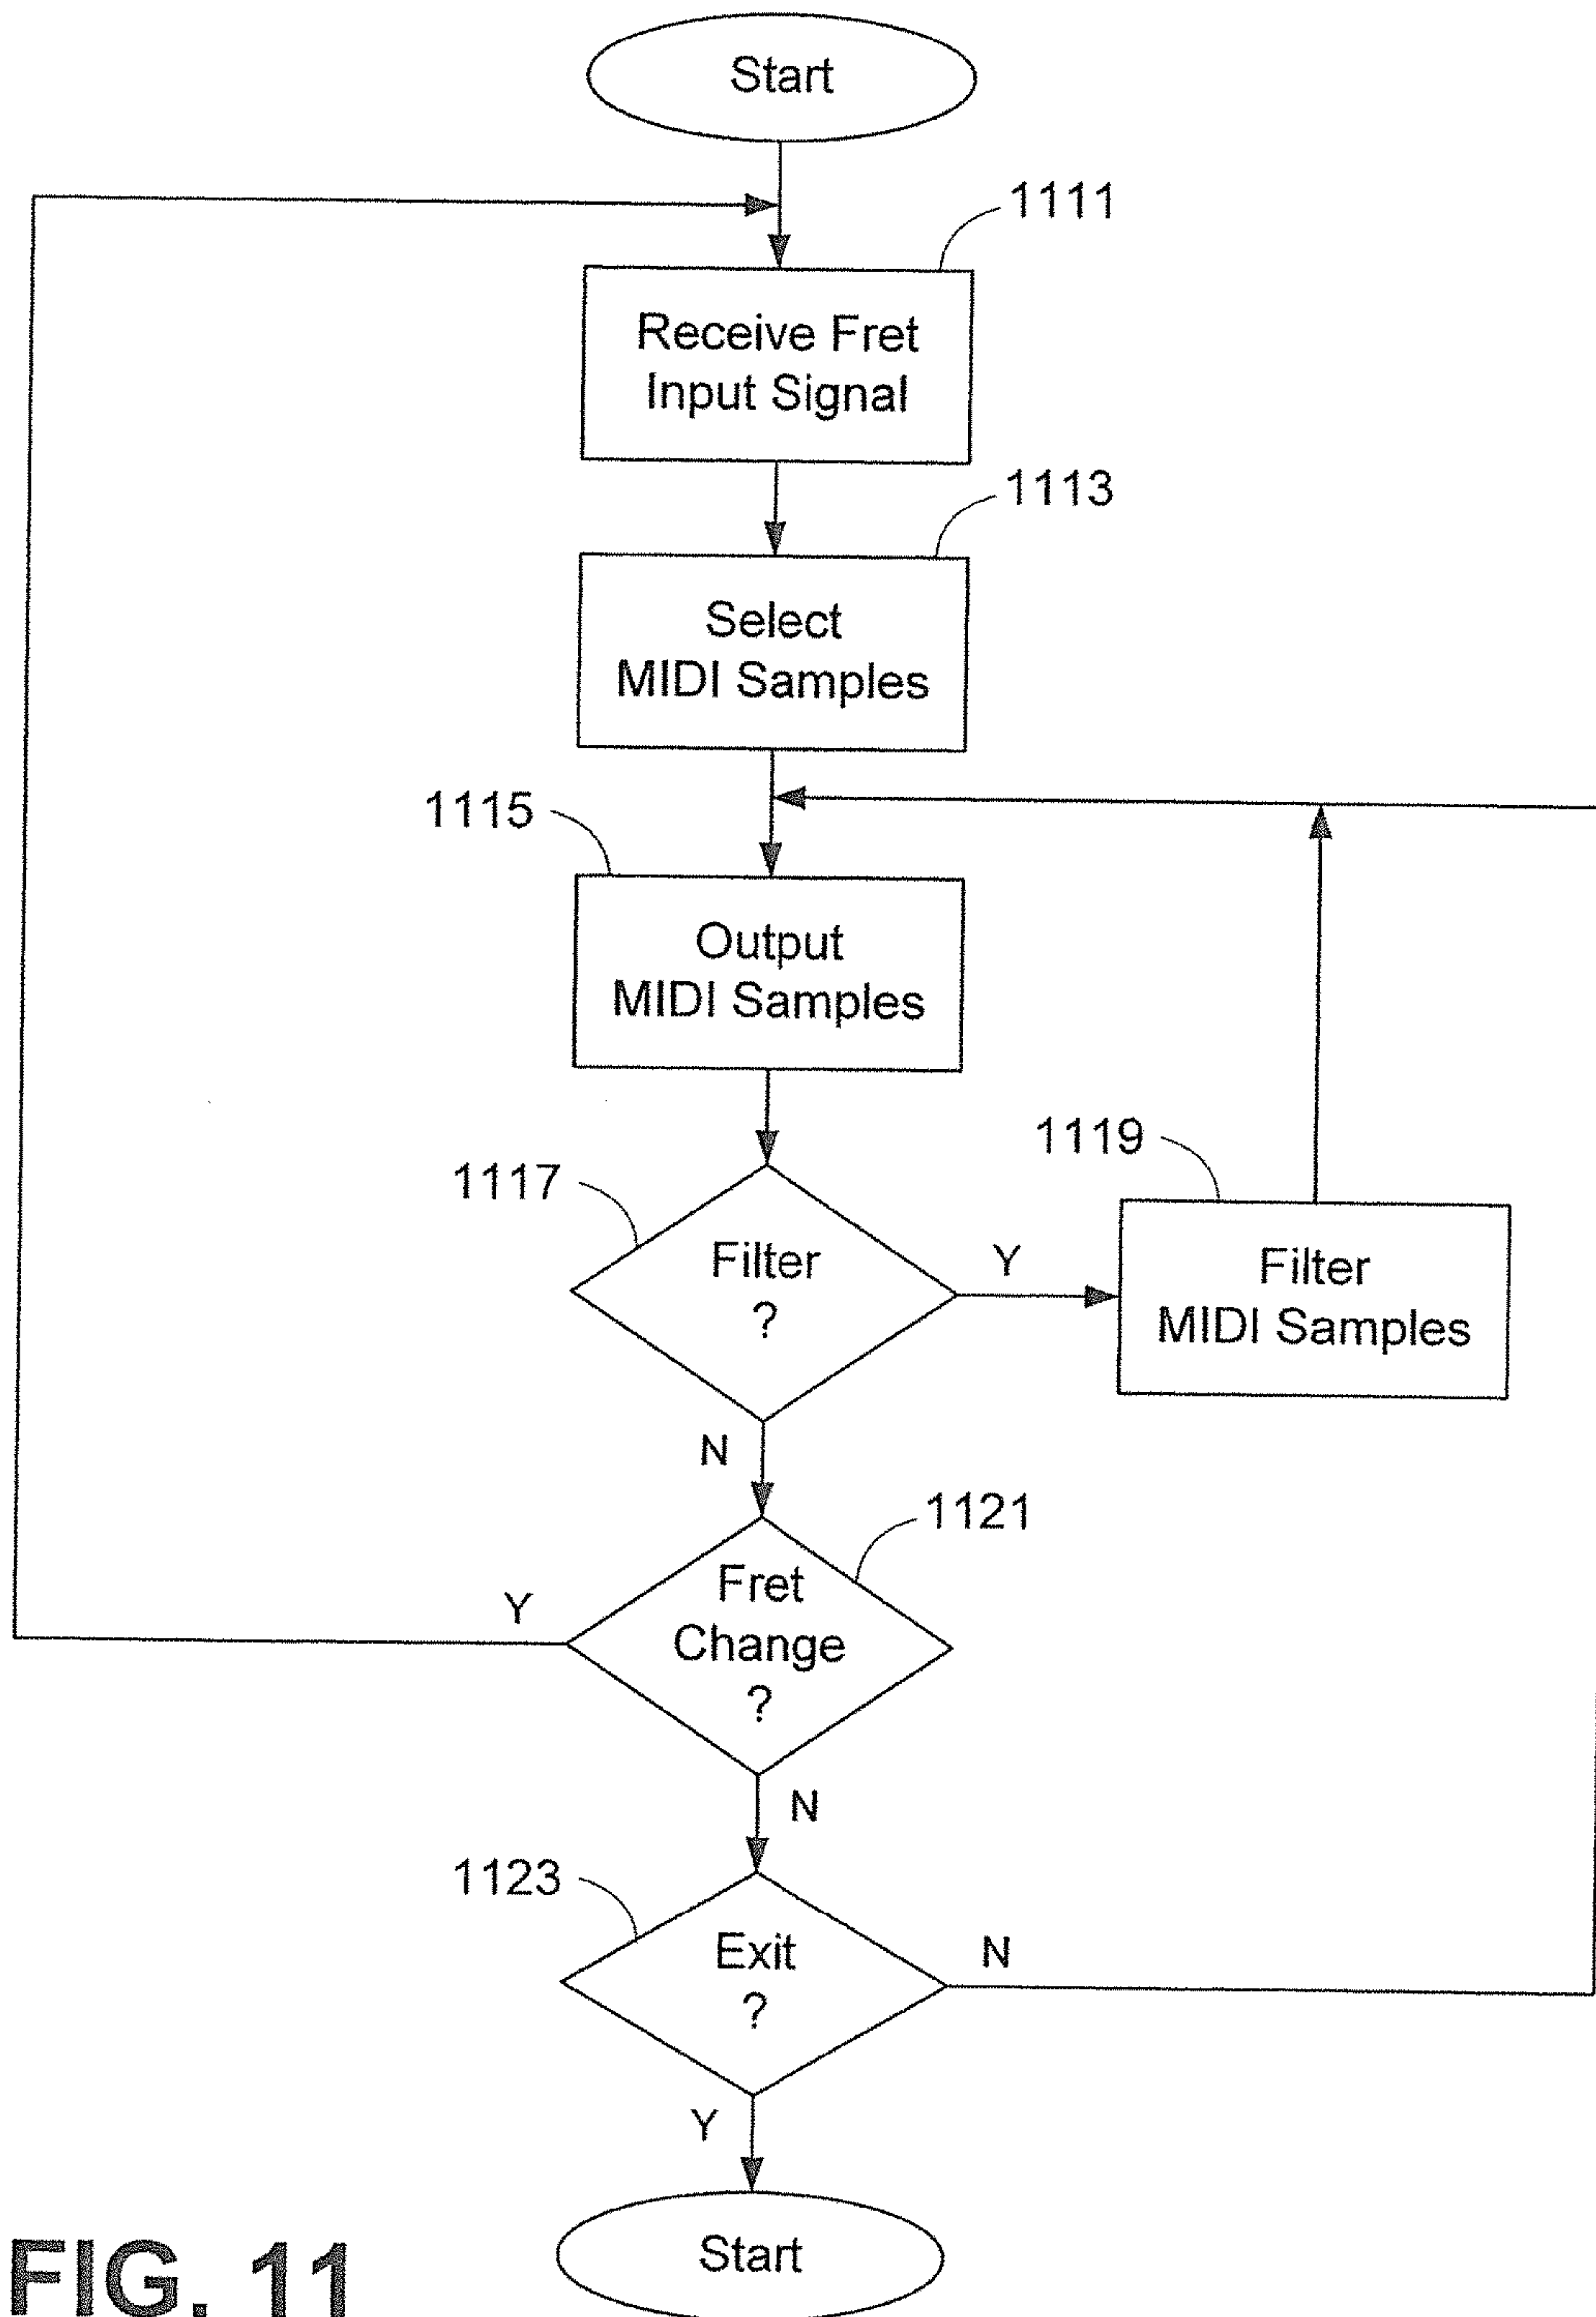 Start
1111
Receive Fret
Input Signal
1113
Select
MIDI Samples
1115
Output
MIDI Samples
1117
Filter
?
Y
1119
Filter
MIDI Samples
N
1121
Fret
Change
?
Y
N
1123
Exit
?
N
Y
Start
FIG. 11